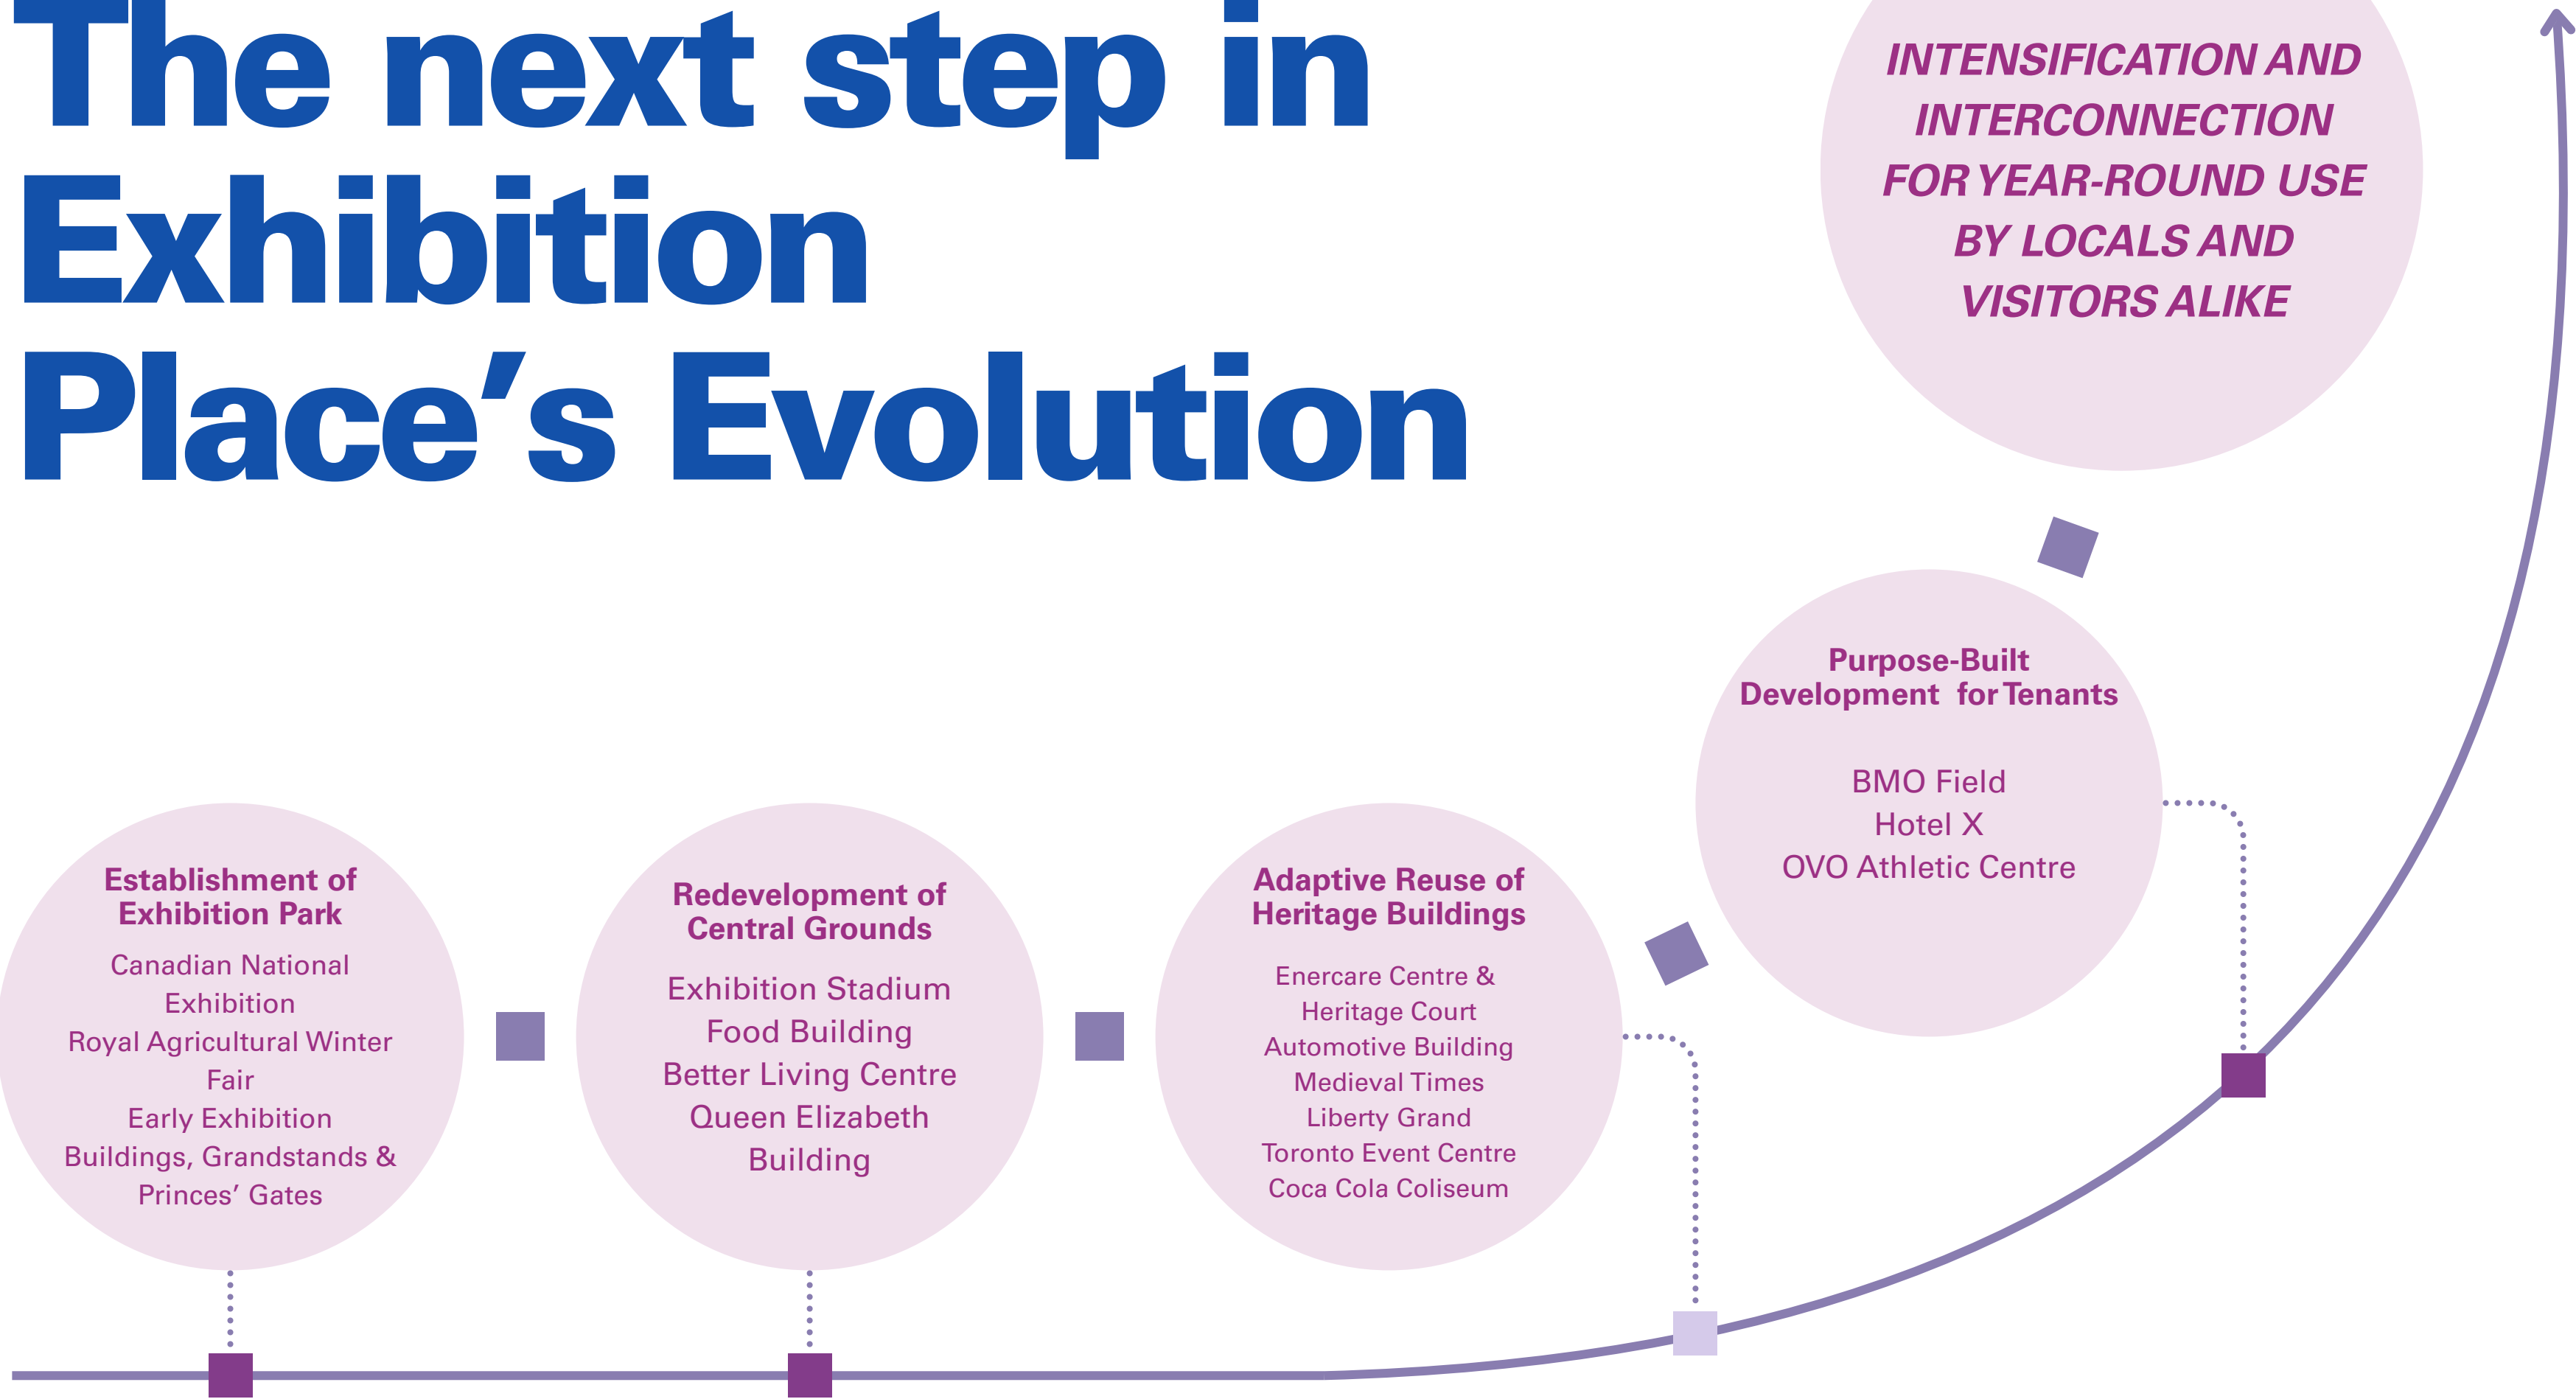 The next step in
Exhibition
Place’s Evolution
INTENSIFICATION AND
INTERCONNECTION
FOR YEAR-ROUND USE
BY LOCALS AND
VISITORS ALIKE
Establishment of
Exhibition Park
Canadian National
Exhibition
Royal Agricultural Winter
Fair
Early Exhibition
Buildings, Grandstands &
Princes’ Gates
Redevelopment of
Central Grounds
Exhibition Stadium
Food Building
Better Living Centre
Queen Elizabeth
Building
Adaptive Reuse of
Heritage Buildings
Enercare Centre &
Heritage Court
Automotive Building
Medieval Times
Liberty Grand
Toronto Event Centre
Coca Cola Coliseum
Purpose-Built
Development for Tenants
BMO Field
Hotel X
OVO Athletic Centre